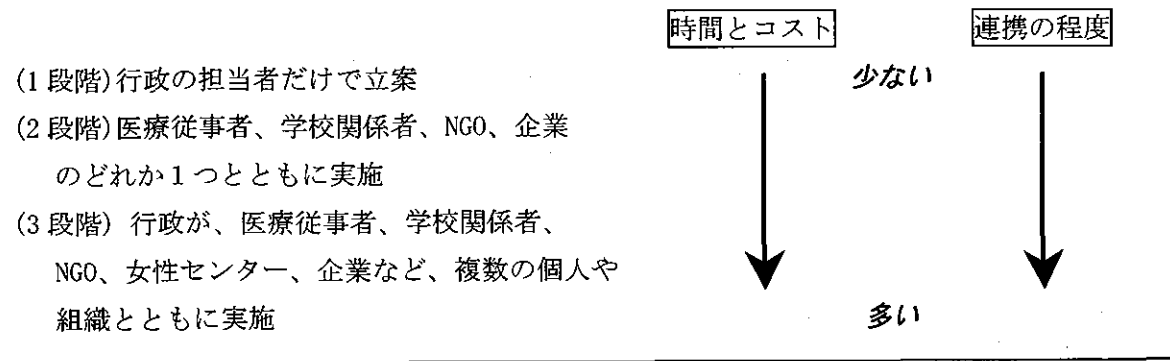 時間とコスト 連携の程度
(1段階)行政の担当者だけで立案 少ない
(2段階)医療従事者、学校関係者、NGO、企業
のどれか1つとともに実施
(3段階) 行政が、医療従事者、学校関係者、
NGO、女性センター、企業など、複数の個人や
組織とともに実施 多い